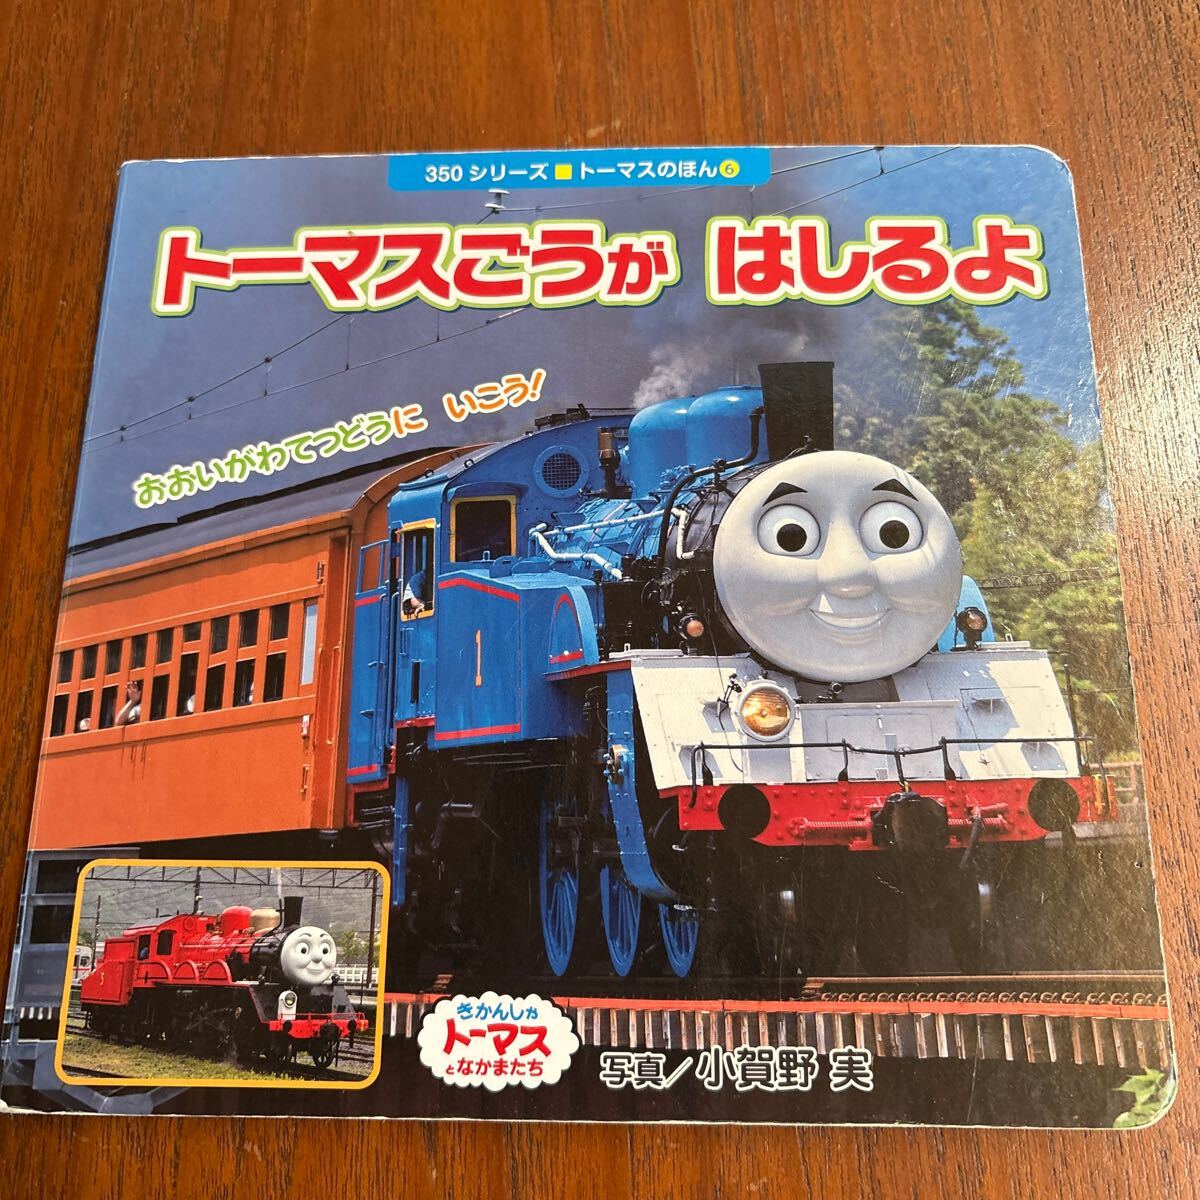 350シリーズ■トーマスのほん6
トーマスごうが はしるよ
おおいがわてつどうに いこう!
1
5
きかんしゃ
トーマス
となかまたち
写真/小賀野 実